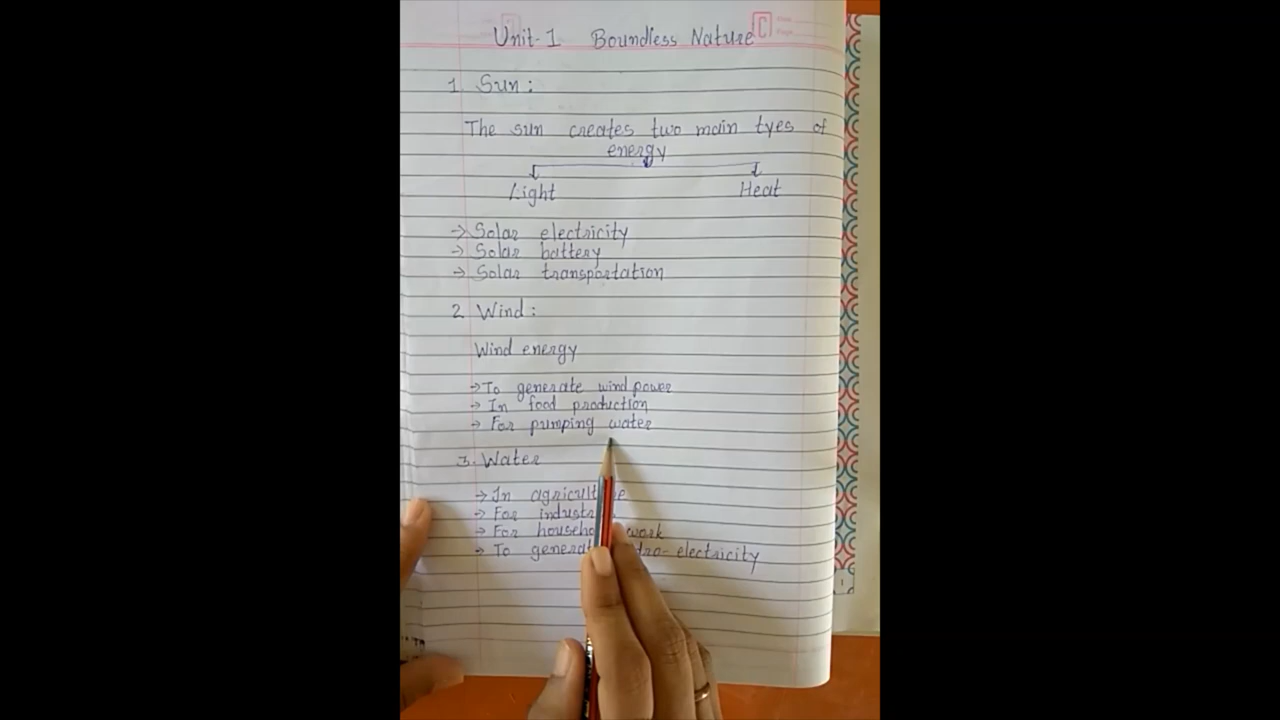 Unit-1 Boundless Nature
1 Sun:
The sun creates two main tyes of
energy
Light Heat
→ Solar electricity
→ Solar battery
→ Solar transportation
2 Wind:
Wind energy
→ To generate wind power
→ In food production
→ For pumping water
3. Water
→ In
→ For
→ For work
→ To electricity